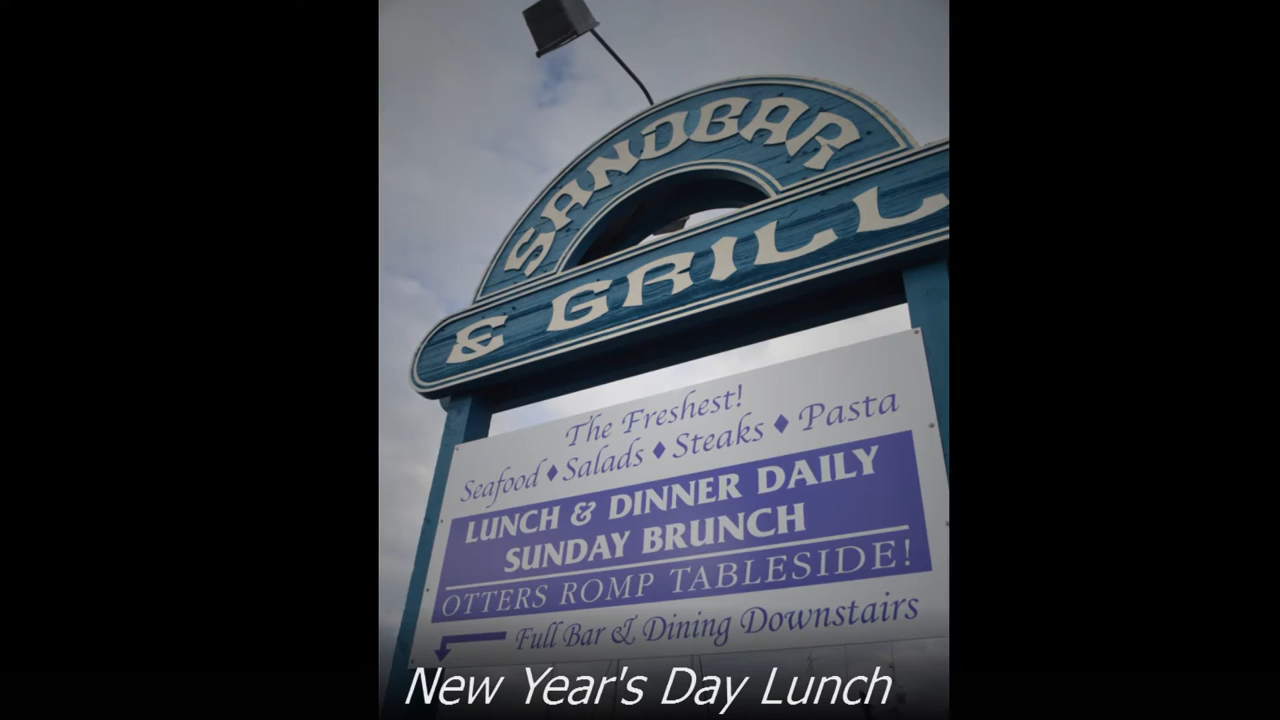 SANDBAR
& GRILL
The Freshest!
Seafood ♦ Salads ♦ Steaks ♦ Pasta
LUNCH & DINNER DAILY
SUNDAY BRUNCH
OTTERS ROMP TABLESIDE!
Full Bar & Dining Downstairs
New Year's Day Lunch